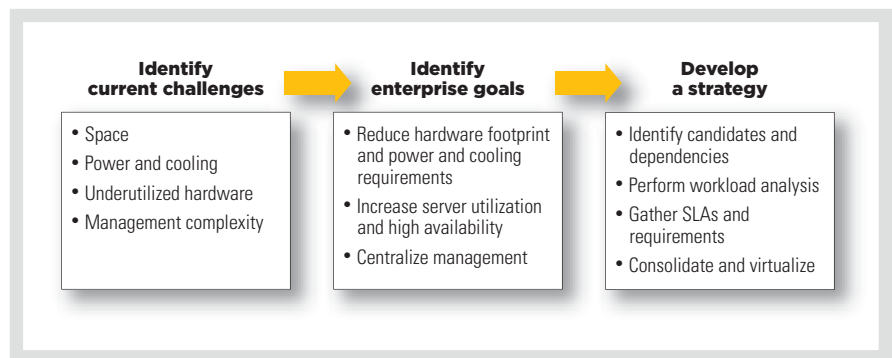 Identify
current challenges
• Space
• Power and cooling
• Underutilized hardware
• Management complexity
Identify
enterprise goals
• Reduce hardware footprint
and power and cooling
requirements
• Increase server utilization
and high availability
• Centralize management
Develop
a strategy
• Identify candidates and
dependencies
• Perform workload analysis
• Gather SLAs and
requirements
• Consolidate and virtualize